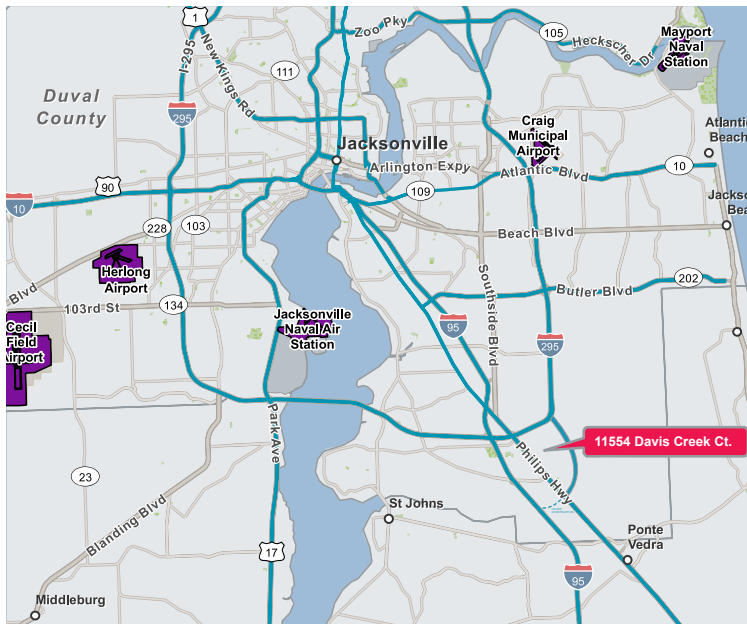 1
Zoo Pky
105
Heckscher Dr
Mayport
Naval
Station
I-295
New Kings Rd
111
Duval
County
295
Craig
Municipal
Airport
Atlantic
Beach
Jacksonville
Arlington Expy
10
Atlantic Blvd
90
109
10
Jackso
Bea
228
103
Beach Blvd
Herlong
Airport
Blvd
Southside Blvd
202
Butler Blvd
103rd St
134
Jacksonville
Naval Air
Station
Cecil
Field
Airport
95
295
Park Ave
11554 Davis Creek Ct.
Philips Hwy
23
Blanding Blvd
St Johns
Ponte
Vedra
17
95
Middleburg